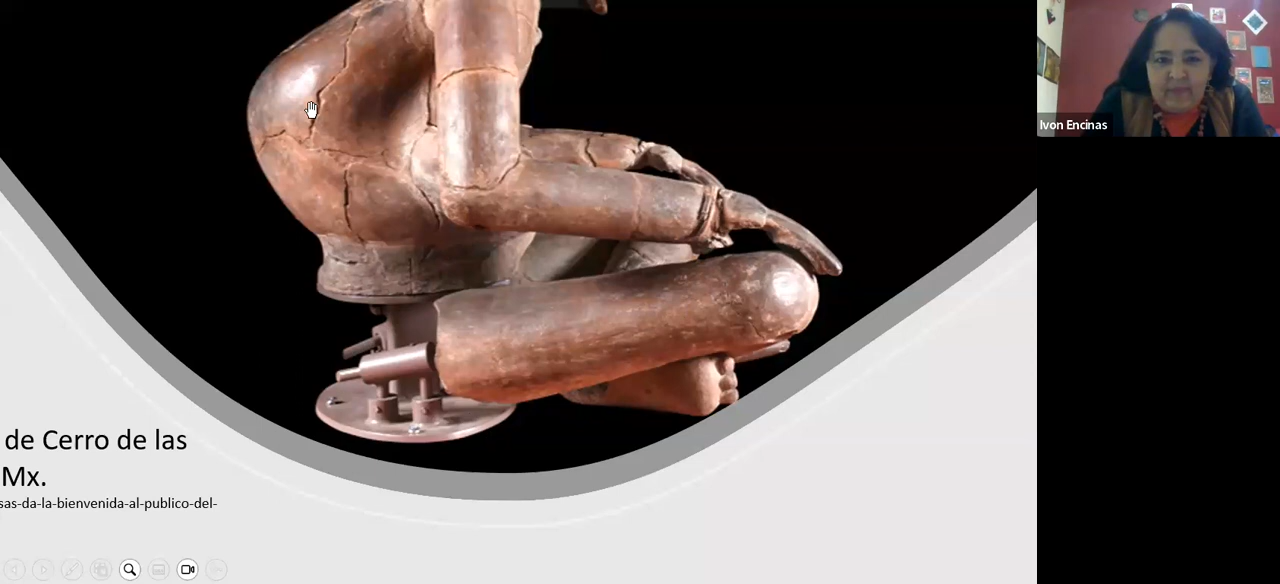 Ivon Encinas
de Cerro de las
Mx.
sas-da-la-bienvenida-al-publico-del-